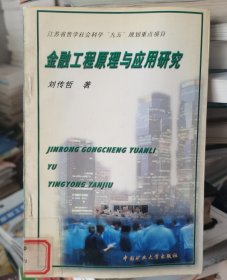 江苏省哲学社会科学“九五”规划重点项目
金融工程原理与应用研究
刘传哲 著
JINRONG GONGCHENG YUANLI
YU
YINGYONG YANJIU
中国矿业大学出版社